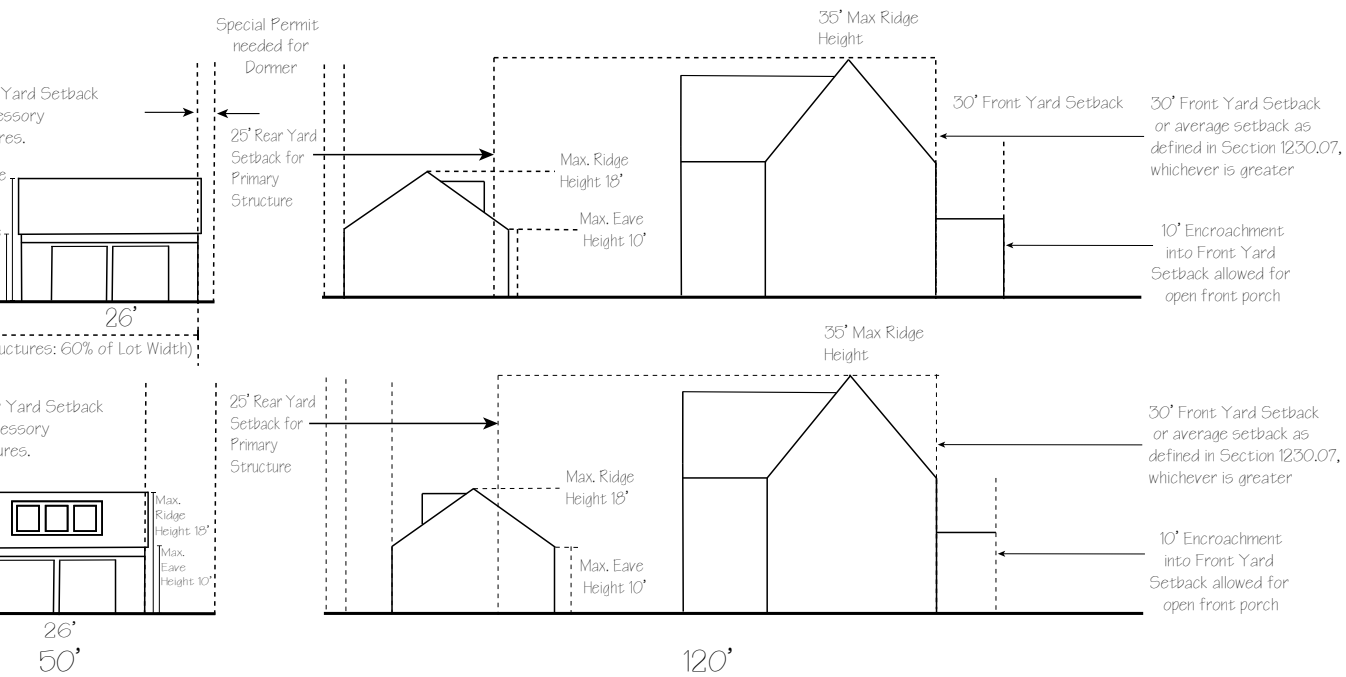 Special Permit
needed for
Dormer
35' Max Ridge
Height
Yard Setback
essory
res.
25' Rear Yard
Setback for
Primary
Structure
Max. Ridge
Height 18'
Max. Eave
Height 10'
30' Front Yard Setback
30' Front Yard Setback
or average setback as
defined in Section 1230.07,
whichever is greater
10' Encroachment
into Front Yard
Setback allowed for
open front porch
26'
uctures: 60% of Lot Width)
35' Max Ridge
Height
Yard Setback
essory
ures.
25' Rear Yard
Setback for
Primary
Structure
Max.
Ridge
Height 18'
Max.
Eave
Height 10'
Max. Ridge
Height 18'
Max. Eave
Height 10'
30' Front Yard Setback
or average setback as
defined in Section 1230.07,
whichever is greater
10' Encroachment
into Front Yard
Setback allowed for
open front porch
26'
50'
120'